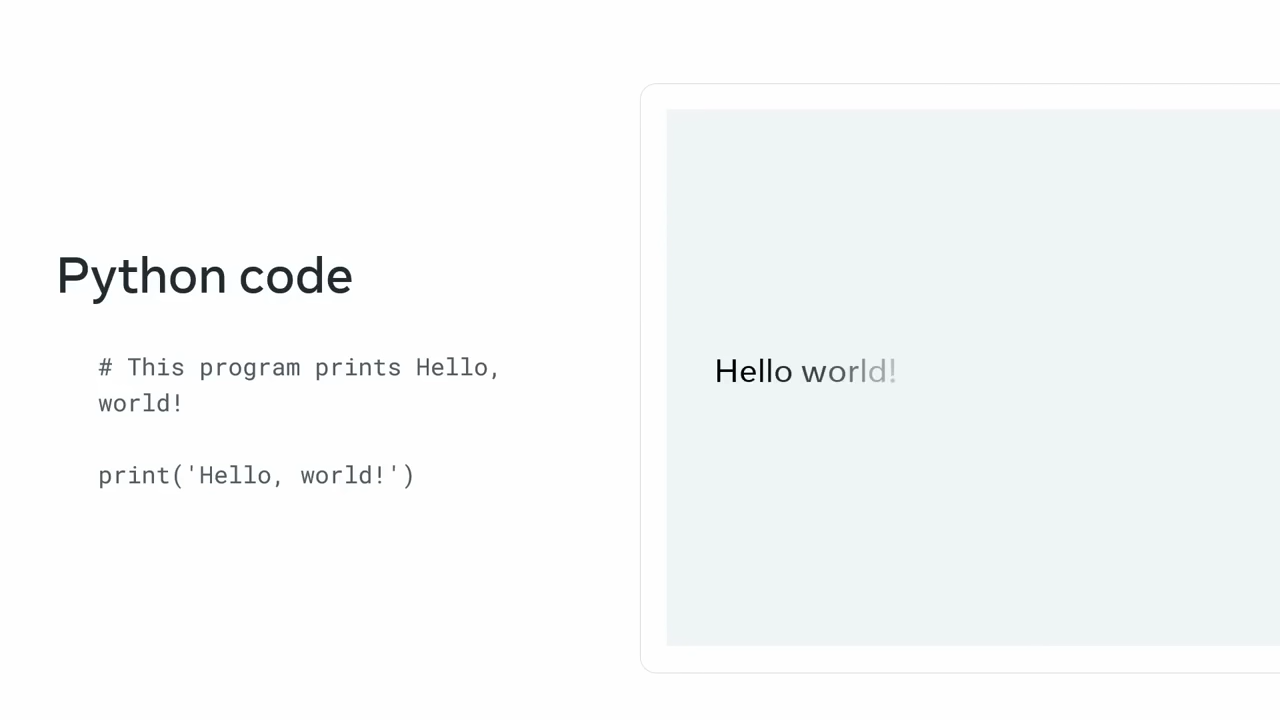 Python code
# This program prints Hello,
world!
print('Hello, world!')
Hello world!